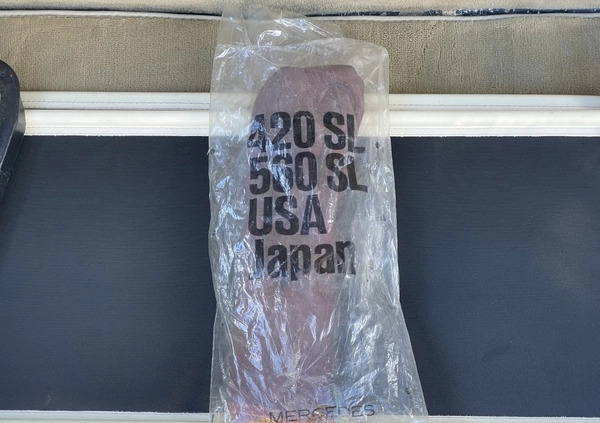 420 SL
560 SL
USA
Japan
MERCEDES